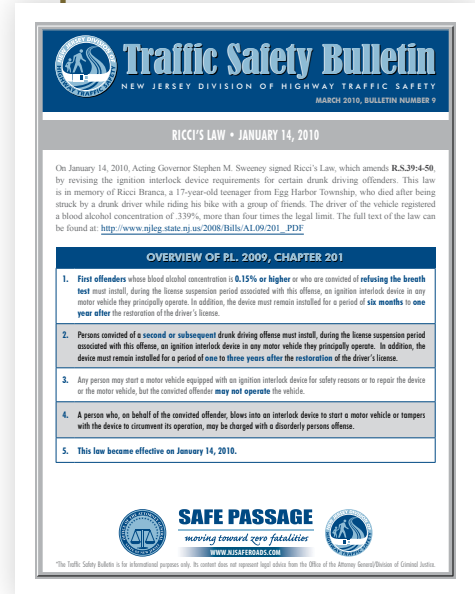 NEW JERSEY DIVISION OF
HIGHWAY TRAFFIC SAFETY
Traffic Safety Bulletin
NEW JERSEY DIVISION OF HIGHWAY TRAFFIC SAFETY
MARCH 2010, BULLETIN NUMBER 9
RICCI'S LAW • JANUARY 14, 2010
On January 14, 2010, Acting Governor Stephen M. Sweeney signed Ricci's Law, which amends R.S.39:4-50,
by revising the ignition interlock device requirements for certain drunk driving offenders. This law
is in memory of Ricci Branca, a 17-year-old teenager from Egg Harbor Township, who died after being
struck by a drunk driver while riding his bike with a group of friends. The driver of the vehicle registered
a blood alcohol concentration of .339%, more than four times the legal limit. The full text of the law can
be found at: http://www.njleg.state.nj.us/2008/Bills/AL09/201_.PDF
OVERVIEW OF P.L. 2009, CHAPTER 201
1. First offenders whose blood alcohol concentration is 0.15% or higher or who are convicted of refusing the breath
test must install, during the license suspension period associated with this offense, an ignition interlock device in any
motor vehicle they principally operate. In addition, the device must remain installed for a period of six months to one
year after the restoration of the driver's license.
2. Persons convicted of a second or subsequent drunk driving offense must install, during the license suspension period
associated with this offense, an ignition interlock device in any motor vehicle they principally operate. In addition, the
device must remain installed for a period of one to three years after the restoration of the driver's license.
3. Any person may start a motor vehicle equipped with an ignition interlock device for safety reasons or to repair the device
or the motor vehicle, but the convicted offender may not operate the vehicle.
4. A person who, on behalf of the convicted offender, blows into an interlock device to start a motor vehicle or tampers
with the device to circumvent its operation, may be charged with a disorderly persons offense.
5. This law became effective on January 14, 2010.
SAFE PASSAGE
moving toward zero fatalities
WWW.NJSAFEROADS.COM
*The Traffic Safety Bulletin is for informational purposes only. Its content does not represent legal advice from the Office of the Attorney General/Division of Criminal Justice.